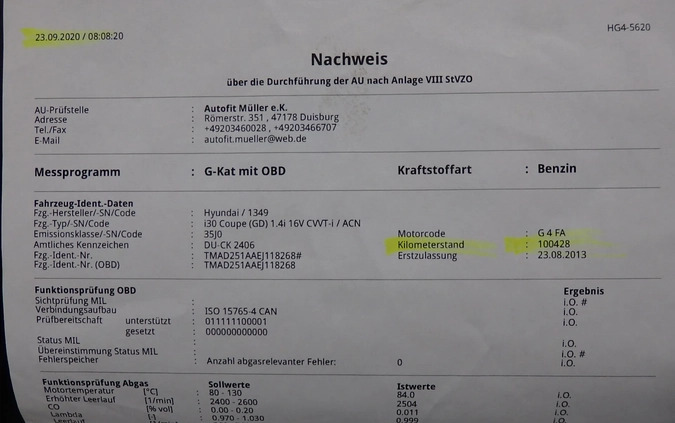 23.09.2020 / 08:08:20
HG4-5620
Nachweis
über die Durchführung der AU nach Anlage VIII StVZO
AU-Prüfstelle : Autofit Müller e.K.
Adresse : Römerstr. 351 , 47178 Duisburg
Tel./Fax : +49203460028 , +49203466707
E-Mail : autofit.mueller@web.de
Messprogramm : G-Kat mit OBD Kraftstoffart : Benzin
Fahrzeug-Ident.-Daten
Fzg.-Hersteller/-SN/Code : Hyundai / 1349
Fzg.-Typ/-SN/Code : i30 Coupe (GD) 1.4i 16V CVVT-i / ACN
Emissionsklasse/-SN/Code : 35J0 Motorcode : G 4 FA
Amtliches Kennzeichen : DU-CK 2406 Kilometerstand : 100428
Fzg.-Ident.-Nr. : TMAD251AAEJ118268# Erstzulassung : 23.08.2013
Fzg.-Ident.-Nr. (OBD) : TMAD251AAEJ118268
Funktionsprüfung OBD Ergebnis
Sichtprüfung MIL : i.O. #
Verbindungsaufbau : ISO 15765-4 CAN i.O.
Prüfbereitschaft unterstützt : 011111100001 i.O.
gesetzt : 000000000000
Status MIL : i.O.
Übereinstimmung Status MIL : i.O. #
Fehlerspeicher : Anzahl abgasrelevanter Fehler: 0 i.O.
Funktionsprüfung Abgas Sollwerte Istwerte
Motortemperatur [°C] : 80 - 130 84.0 i.O.
Erhöhter Leerlauf [1/min] : 2400 - 2600 2504 i.O.
CO [% vol] : 0.00 - 0.20 0.011 i.O.
Lambda [-] : 0.970 - 1.030 0.999 i.O.
Leerlauf